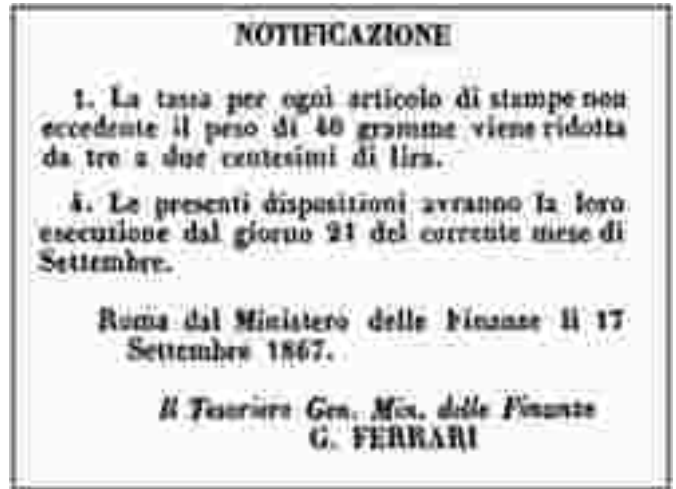 NOTIFICAZIONE
1. La tassa per ogni articolo di stampe non
eccedente il peso di 40 gramme viene ridotta
da tre a due centesimi di lira.
4. Le presenti disposizioni avranno la loro
esecuzione dal giorno 21 del corrente mese di
Settembre.
Roma dal Ministero delle Finanze li 17
Settembre 1867.
Il Tesoriere Gen. Min. delle Finanze
G. FERRARI